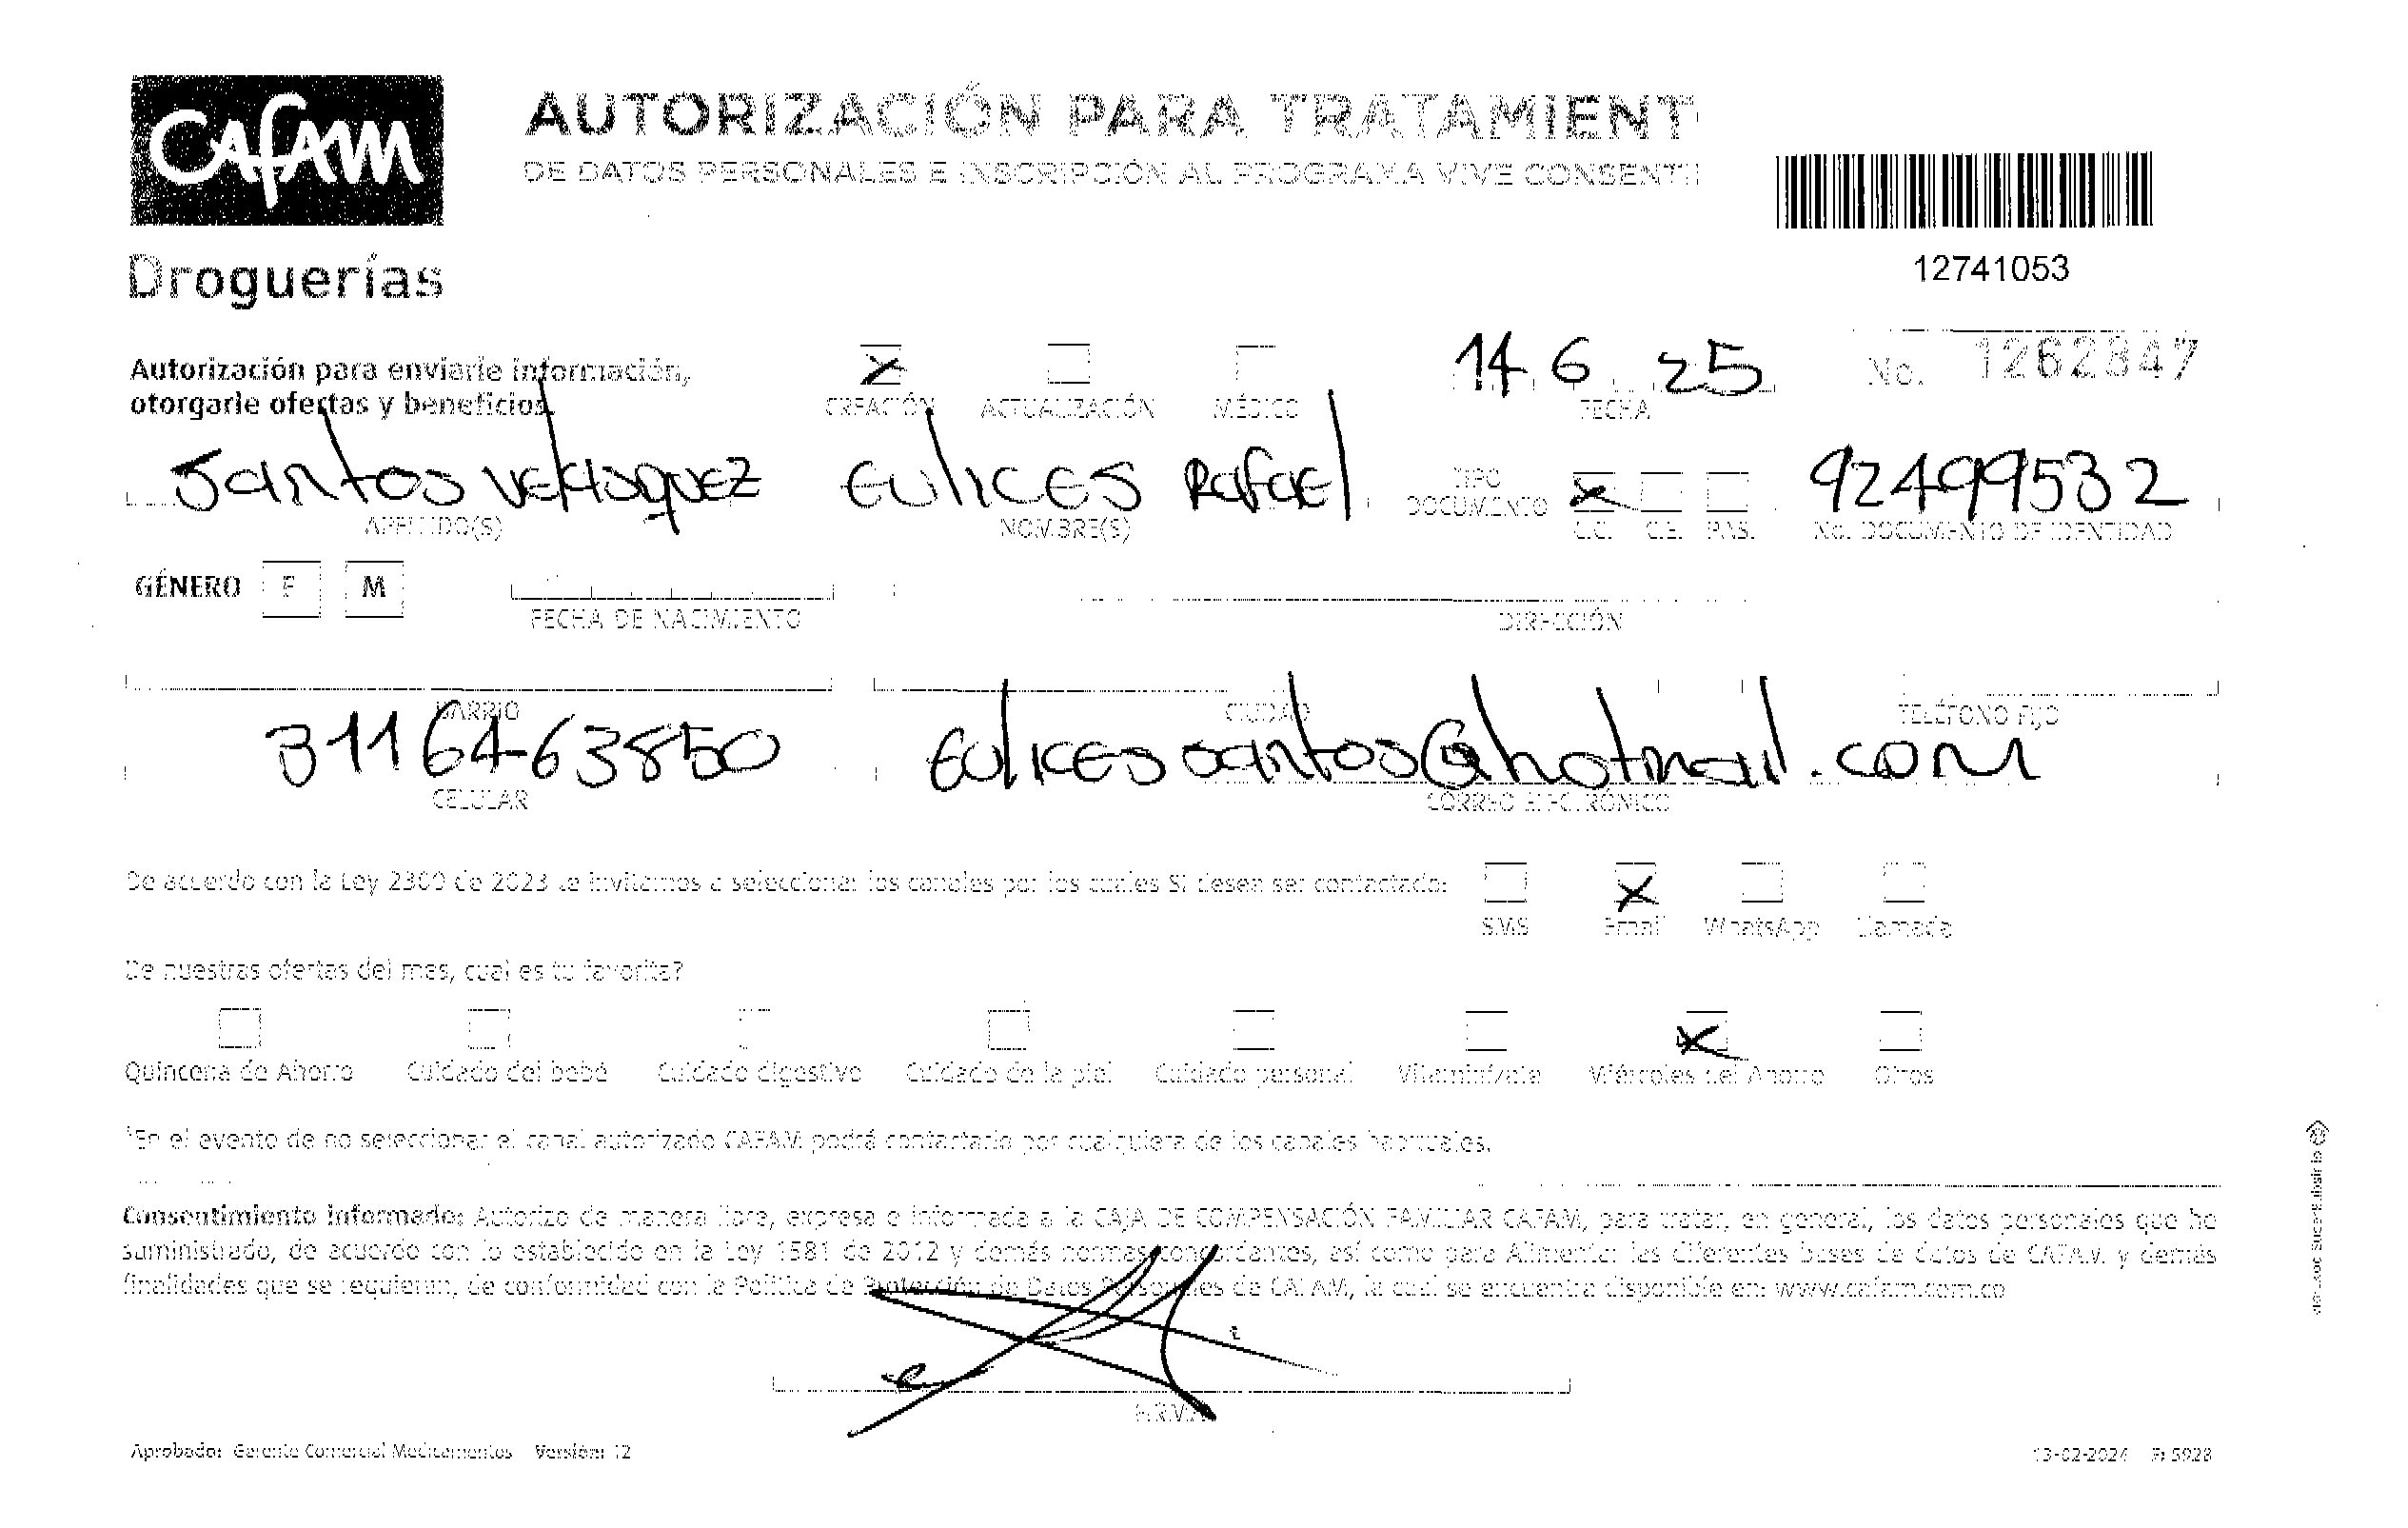 CAFAM
AUTORIZACIÓN PARA TRATAMIENT
DE DATOS PERSONALES E INSCRIPCIÓN AL PROGRAMA VIVE CONSENTI
Droguerías
12741053
Autorización para enviarle información,
otorgarle ofertas y beneficios.
CREACIÓN ACTUALIZACIÓN MÉDICO
14 6 25
FECHA
No. 1262847
Santos Velasquez Eulices Rafael
APELLIDO(S) NOMBRE(S)
TIPO DOCUMENTO C.C. C.E. PAS.
92499532
No. DOCUMENTO DE IDENTIDAD
GÉNERO F M
FECHA DE NACIMIENTO DIRECCIÓN
BARRIO CIUDAD TELÉFONO FIJO
3116463850 Eulicesantos@hotmail.com
CELULAR CORREO ELECTRÓNICO
De acuerdo con la Ley 2300 de 2023 te invitamos a seleccionar los canales por los cuales SI desea ser contactado:
SMS Email WhatsApp Llamada
De nuestras ofertas del mes, cual es tu favorita?
Quincena de Ahorro Cuidado del bebé Cuidado digestivo Cuidado de la piel Cuidado personal Vitamínízate Miércoles del Ahorro Otros
*En el evento de no seleccionar el canal autorizado CAFAM podrá contactarlo por cualquiera de los canales habituales.
Consentimiento informado: Autorizo de manera libre, expresa e informada a la CAJA DE COMPENSACIÓN FAMILIAR CAFAM, para tratar, en general, los datos personales que he
suministrado, de acuerdo con lo establecido en la Ley 1581 de 2012 y demás normas concordantes, así como para Alimentar las diferentes bases de datos de CAFAM y demás
finalidades que se requieran, de conformidad con la Política de Protección de Datos Personales de CAFAM, la cual se encuentra disponible en: www.cafam.com.co
FIRMA
Aprobado: Gerente Comercial Medicamentos Versión: 12
13-02-2024 Fi 5928